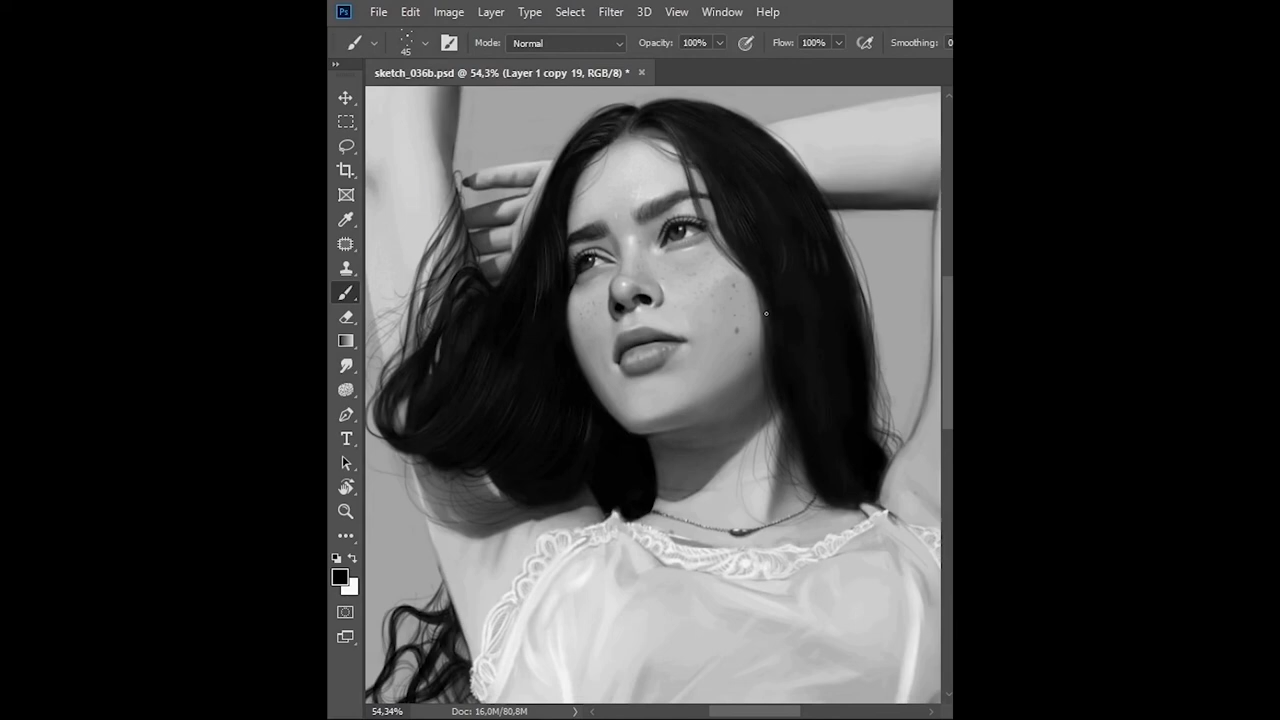 Ps File Edit Image Layer Type Select Filter 3D View Window Help
45 Mode: Normal Opacity: 100% Flow: 100% Smoothing: 0
sketch_036b.psd @ 54,3% (Layer 1 copy 19, RGB/8) * ×
T
54,34% Doc: 16,0M/80,8M